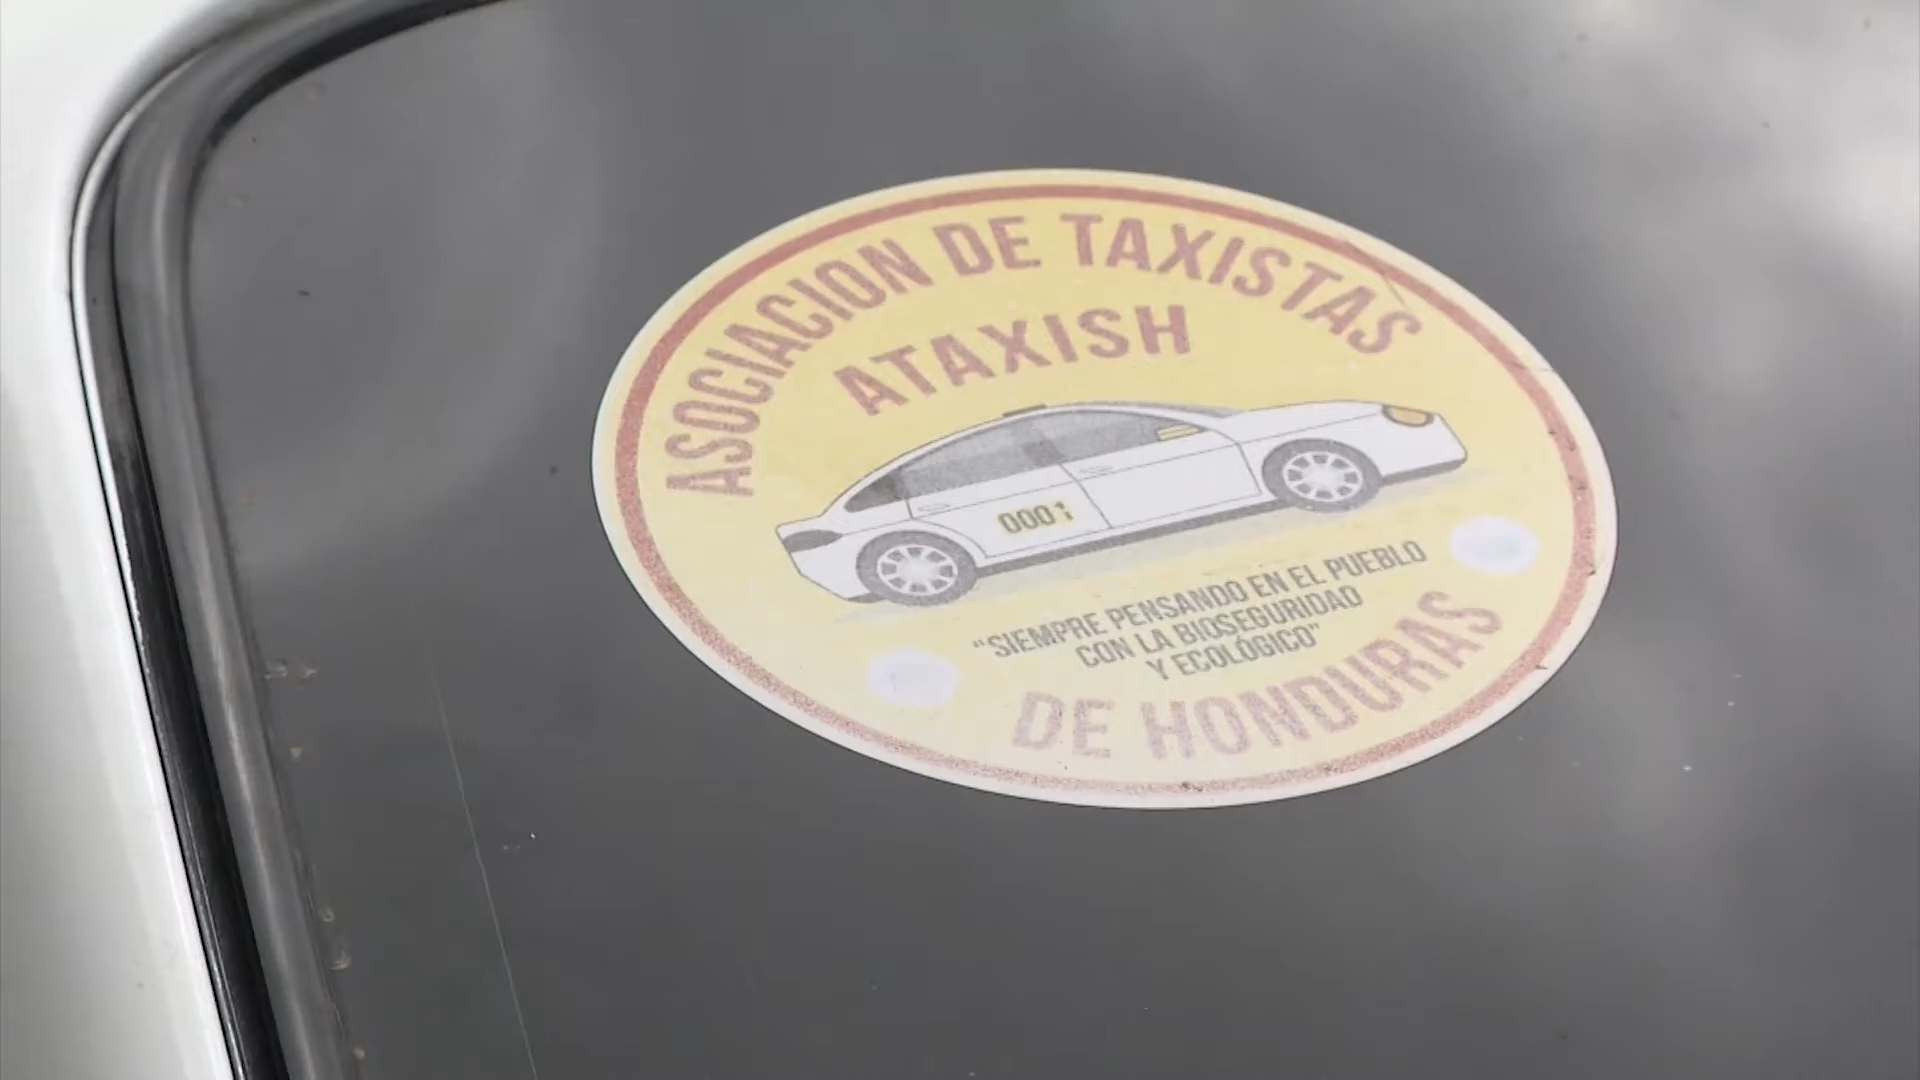 ASOCIACION DE TAXISTAS
ATAXISH
0001
"SIEMPRE PENSANDO EN EL PUEBLO
CON LA BIOSEGURIDAD
Y ECOLÓGICO"
DE HONDURAS